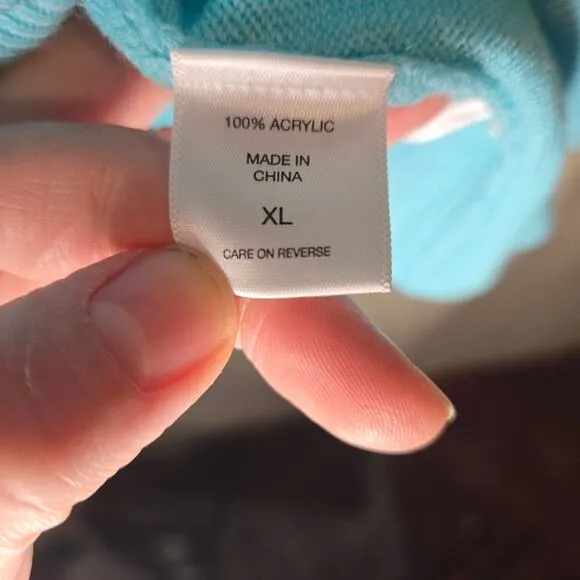 100% ACRYLIC
MADE IN
CHINA
XL
CARE ON REVERSE